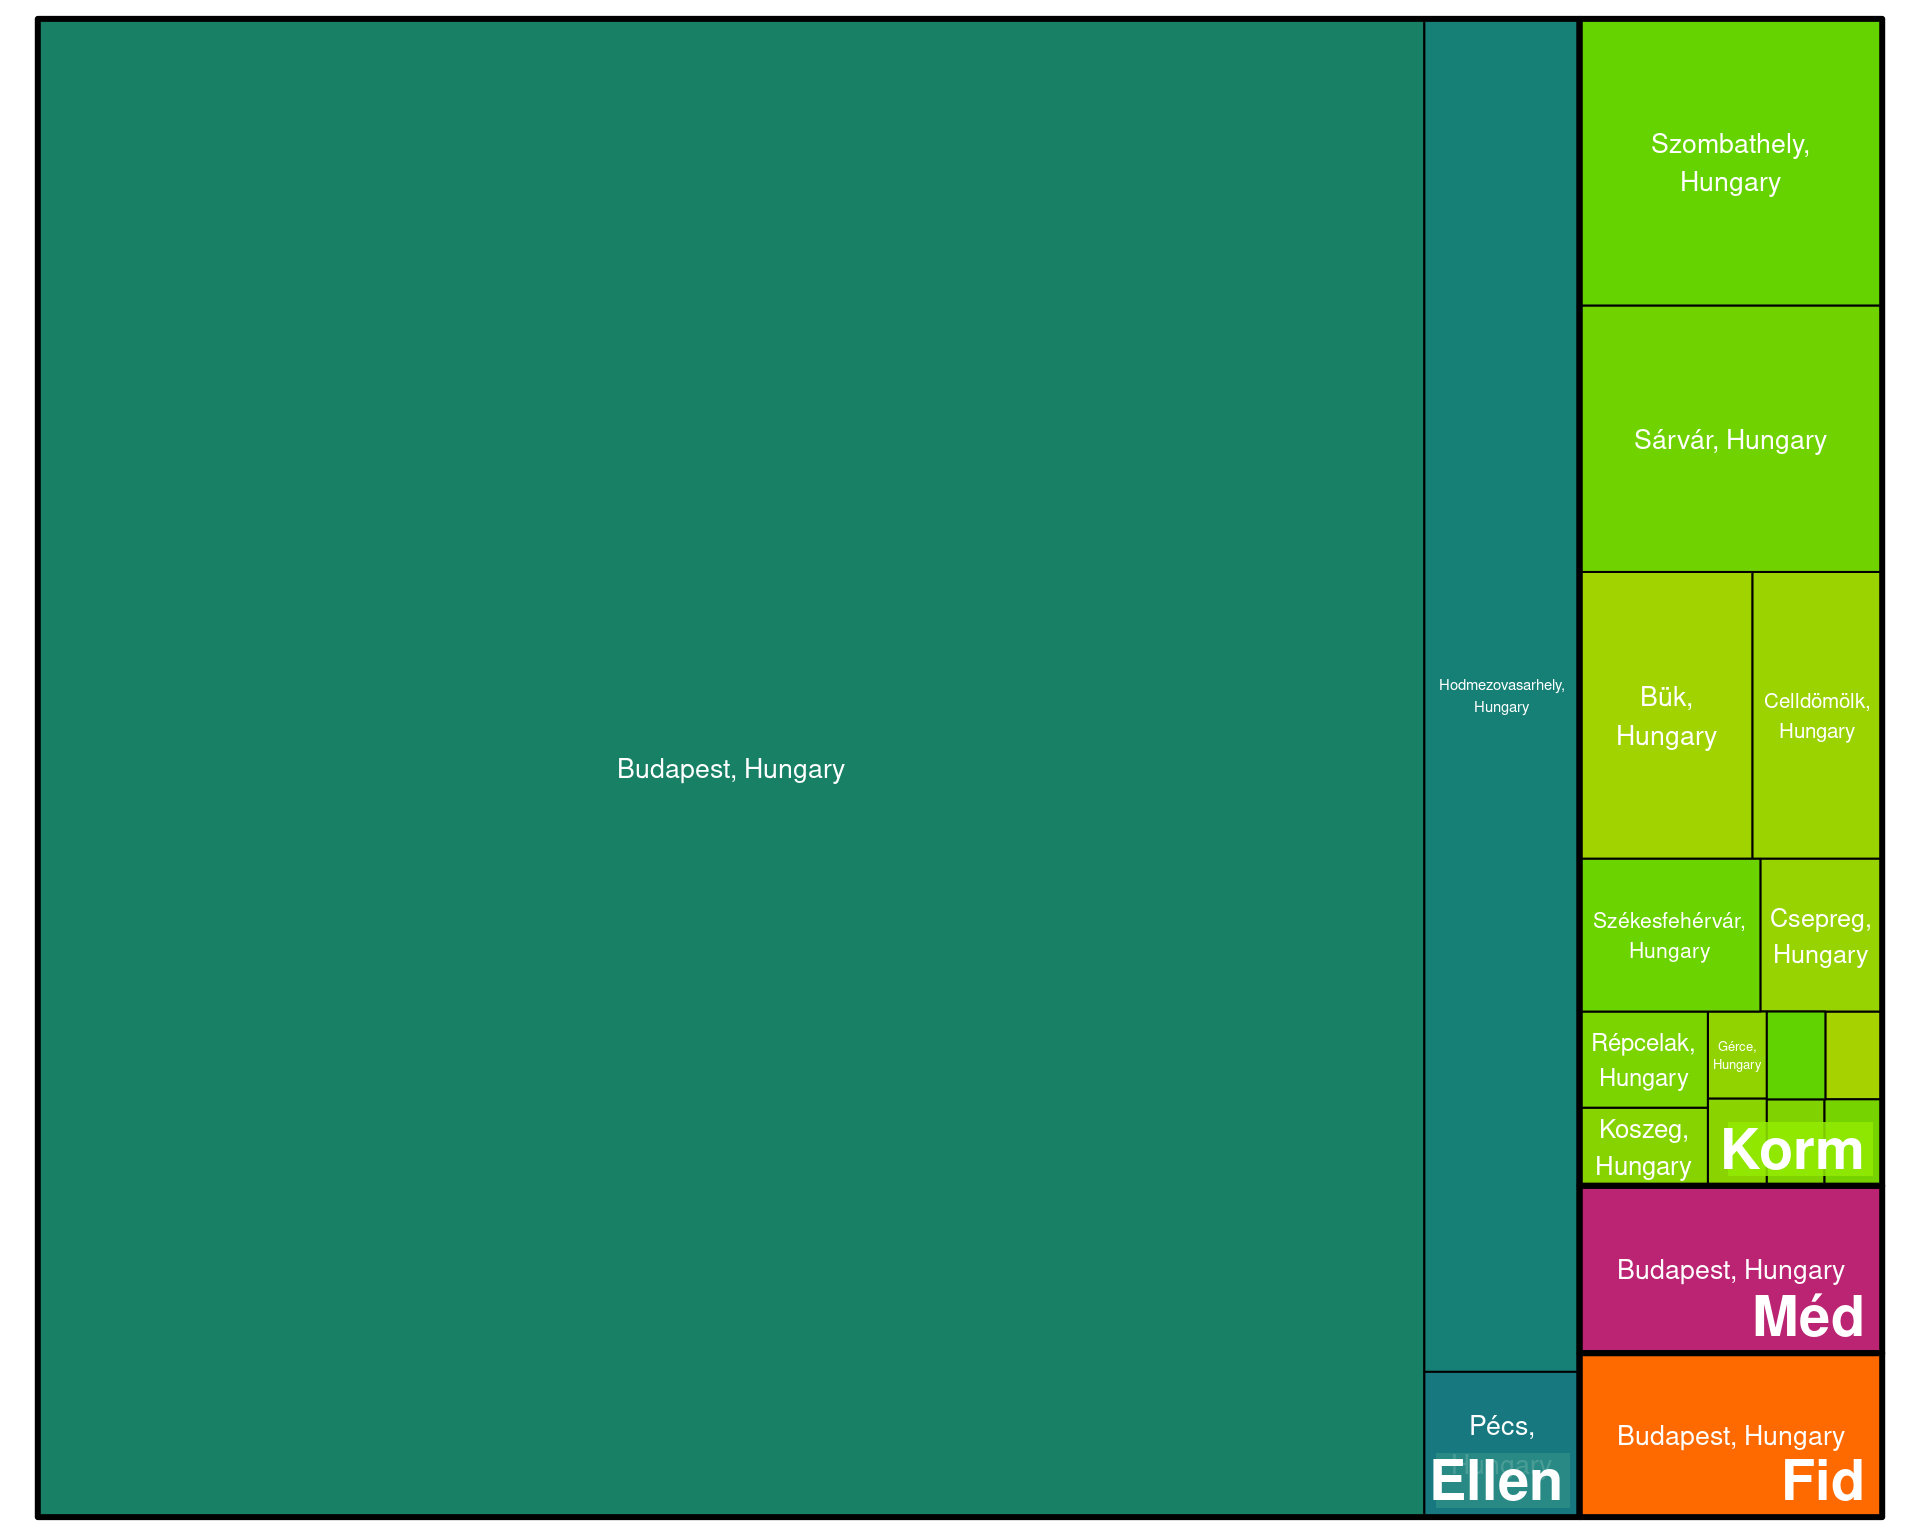 Szombathely,
Hungary
Sárvár, Hungary
Hodmezovasarhely,
Hungary
Bük,
Hungary
Celldömölk,
Hungary
Budapest, Hungary
Székesfehérvár,
Hungary
Csepreg,
Hungary
Répcelak,
Hungary
Gérce,
Hungary
Koszeg,
Hungary
Korm
Budapest, Hungary
Méd
Pécs,
Hungary
Ellen
Budapest, Hungary
Fid